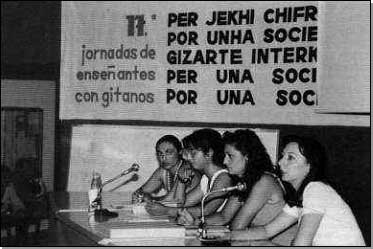 17.ª
jornadas de
enseñantes
con gitanos
PER JEKHI CHIFR
POR UNHA SOCIE
GIZARTE INTERK
PER UNA SOCI
POR UNA SOC